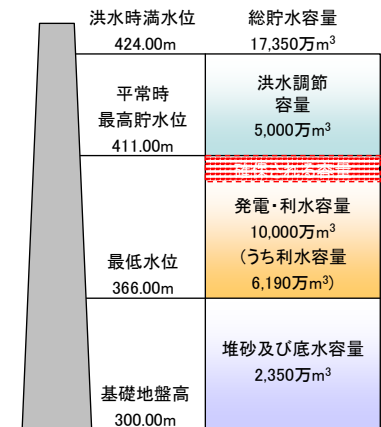 洪水時満水位
424.00m
総貯水容量
17,350万m³
平常時
最高貯水位
411.00m
洪水調節
容量
5,000万m³
発電・利水容量
10,000万m³
(うち利水容量
6,190万m³)
最低水位
366.00m
堆砂及び底水容量
2,350万m³
基礎地盤高
300.00m